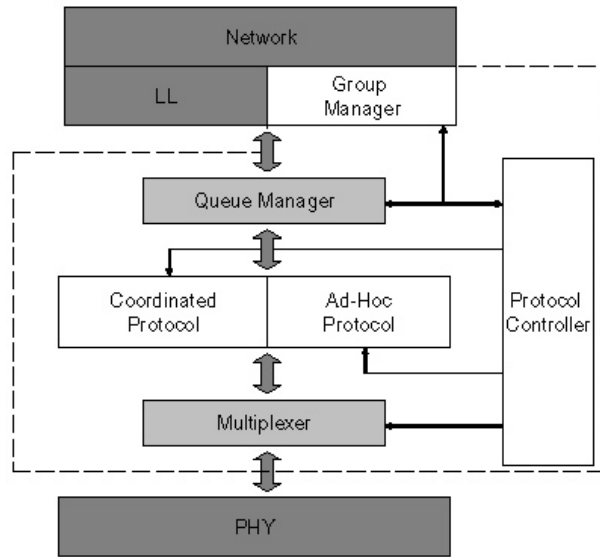 Network
LL
Group
Manager
Queue Manager
Coordinated
Protocol
Ad-Hoc
Protocol
Protocol
Controller
Multiplexer
PHY